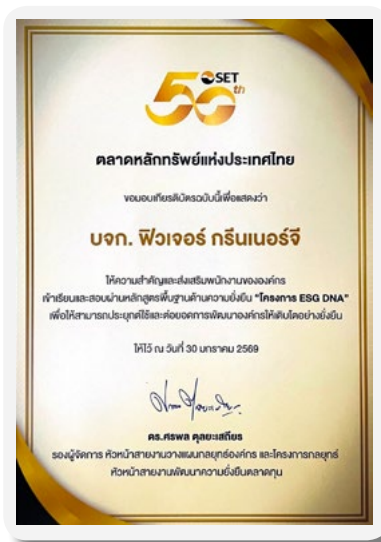 50th SET
ตลาดหลักทรัพย์แห่งประเทศไทย
ขอมอบเกียรติบัตรฉบับนี้เพื่อแสดงว่า
บจก. ฟิวเจอร์ กรีนเนอร์จี
ให้ความสำคัญและส่งเสริมพนักงานขององค์กร
เข้าเรียนและสอบผ่านหลักสูตรพื้นฐานด้านความยั่งยืน "โครงการ ESG DNA"
เพื่อให้สามารถประยุกต์ใช้และต่อยอดการพัฒนาองค์กรให้เติบโตอย่างยั่งยืน
ให้ไว้ ณ วันที่ 30 มกราคม 2569
ดร.ศรพล ตุลยะเสถียร
รองผู้จัดการ หัวหน้าสายงานวางแผนกลยุทธ์องค์กร และโครงการกลยุทธ์
หัวหน้าสายงานพัฒนาความยั่งยืนตลาดทุน